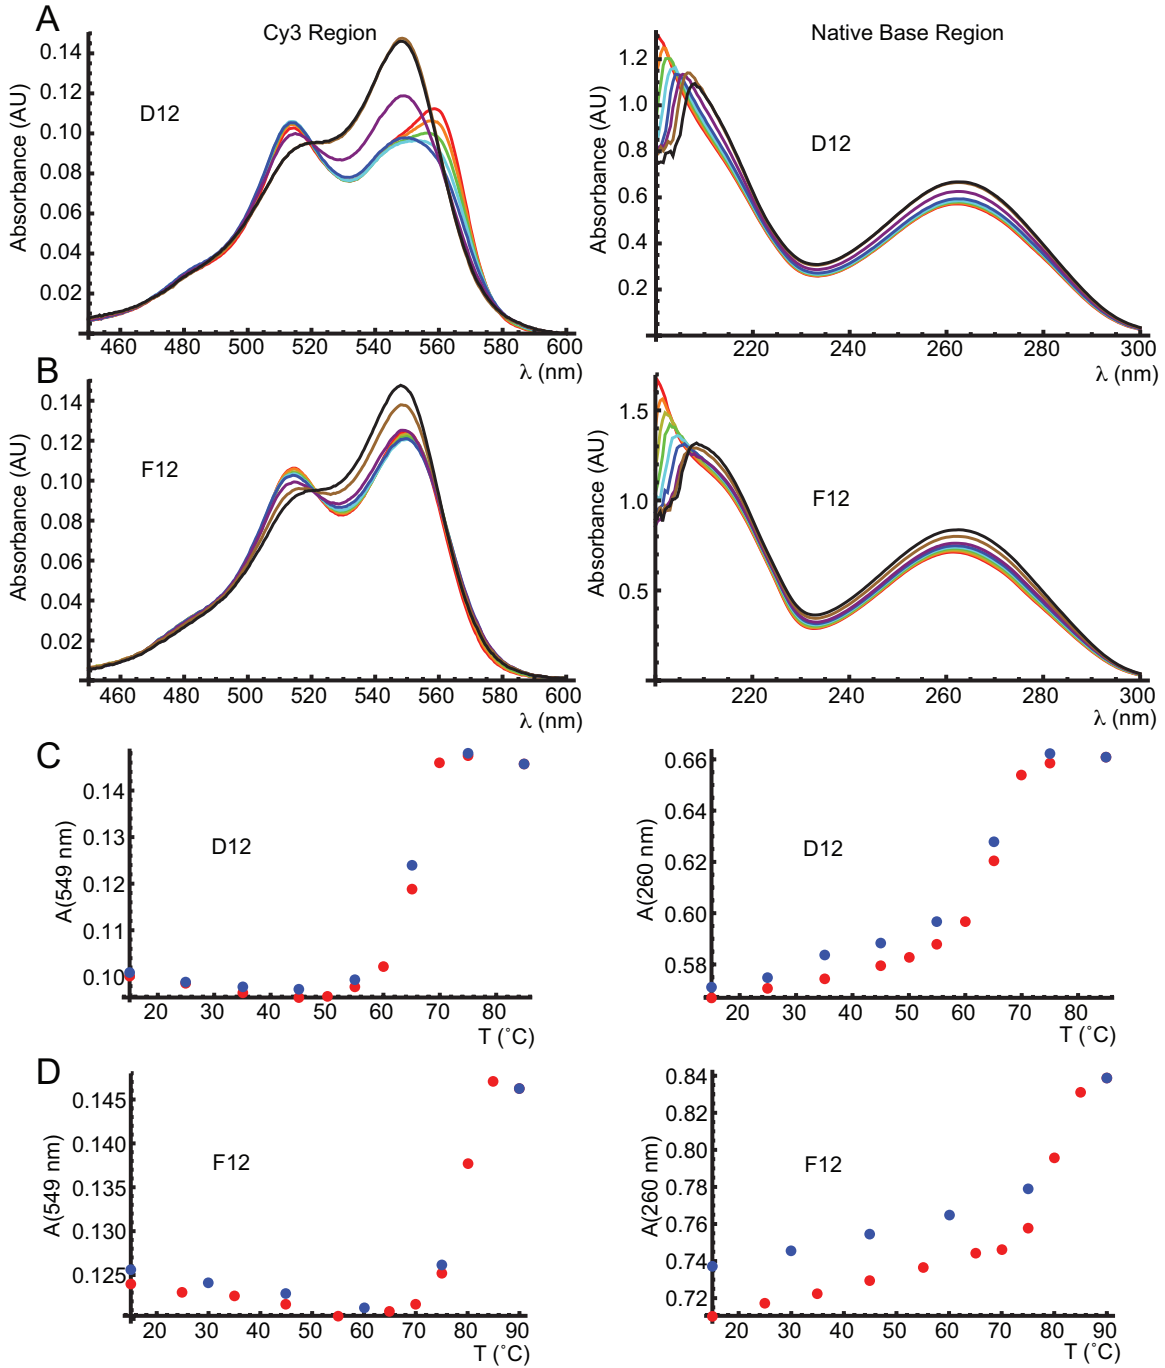 A
Cy3 Region
Native Base Region
Absorbance (AU)
0.14
0.12
0.10
0.08
0.06
0.04
0.02
D12
460 480 500 520 540 560 580 600
λ (nm)
Absorbance (AU)
1.2
1.0
0.8
0.6
0.4
0.2
D12
220 240 260 280 300
λ (nm)
B
Absorbance (AU)
0.14
0.12
0.10
0.08
0.06
0.04
0.02
F12
460 480 500 520 540 560 580 600
λ (nm)
Absorbance (AU)
1.5
1.0
0.5
F12
220 240 260 280 300
λ (nm)
C
A(549 nm)
0.14
0.13
0.12
0.11
0.10
D12
20 30 40 50 60 70 80
T (˚C)
A(260 nm)
0.66
0.64
0.62
0.60
0.58
D12
20 30 40 50 60 70 80
T (˚C)
D
A(549 nm)
0.145
0.140
0.135
0.130
0.125
F12
20 30 40 50 60 70 80 90
T (˚C)
A(260 nm)
0.84
0.82
0.80
0.78
0.76
0.74
0.72
F12
20 30 40 50 60 70 80 90
T (˚C)